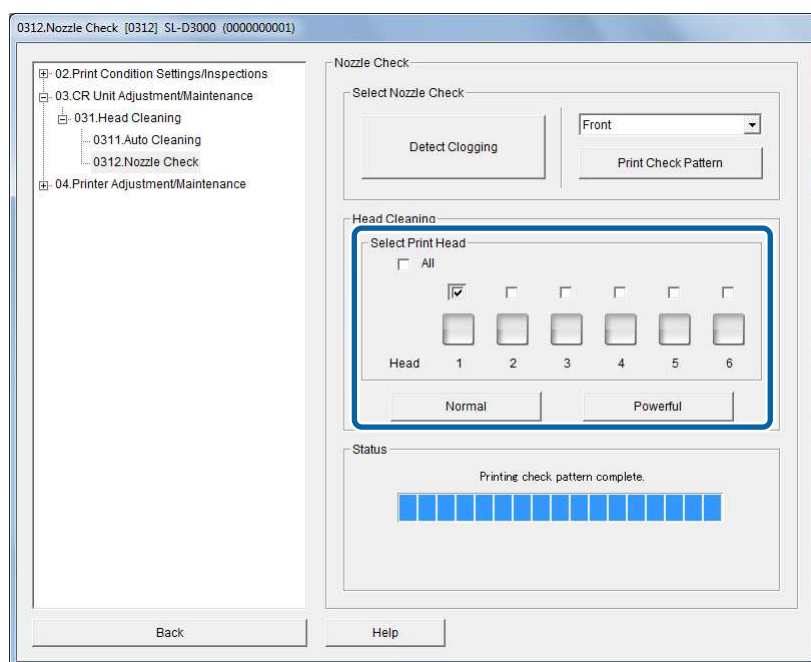 0312.Nozzle Check [0312] SL-D3000 (0000000001)
02.Print Condition Settings/Inspections
03.CR Unit Adjustment/Maintenance
031.Head Cleaning
0311.Auto Cleaning
0312.Nozzle Check
04.Printer Adjustment/Maintenance
Back
Nozzle Check
Select Nozzle Check
Detect Clogging
Front
Print Check Pattern
Head Cleaning
Select Print Head
All
Head 1 2 3 4 5 6
Normal Powerful
Status
Printing check pattern complete.
Help